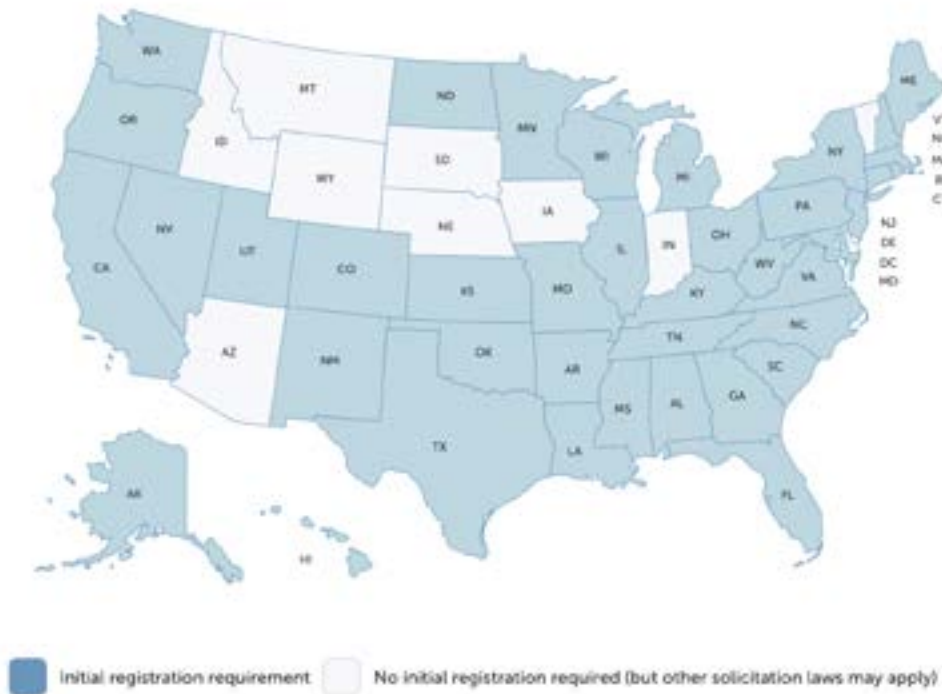 WA
MT
ND
ME
OR
MN
ID
SD
WI
NY
WY
MI
IA
PA
NE
NV
OH
UT
IL
IN
CA
CO
WV
VA
KS
MO
KY
NJ
DE
DC
MD
NC
TN
AZ
NM
OK
AR
SC
MS
AL
GA
TX
LA
AK
FL
HI
Initial registration requirement
No initial registration required (but other solicitation laws may apply)